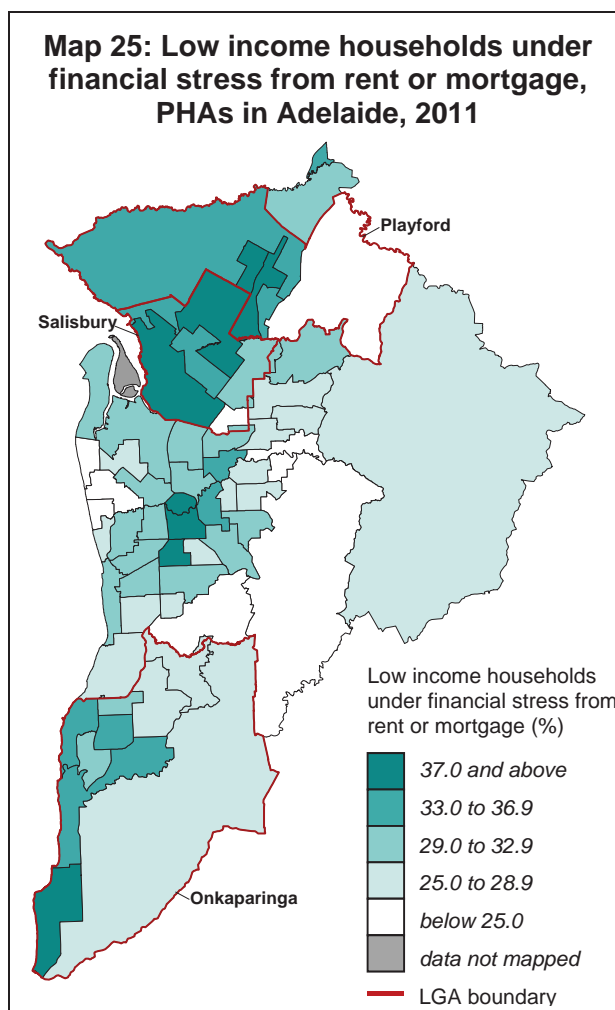 Map 25: Low income households under
financial stress from rent or mortgage,
PHAs in Adelaide, 2011
Playford
Salisbury
Low income households
under financial stress from
rent or mortgage (%)
37.0 and above
33.0 to 36.9
29.0 to 32.9
25.0 to 28.9
below 25.0
data not mapped
LGA boundary
Onkaparinga